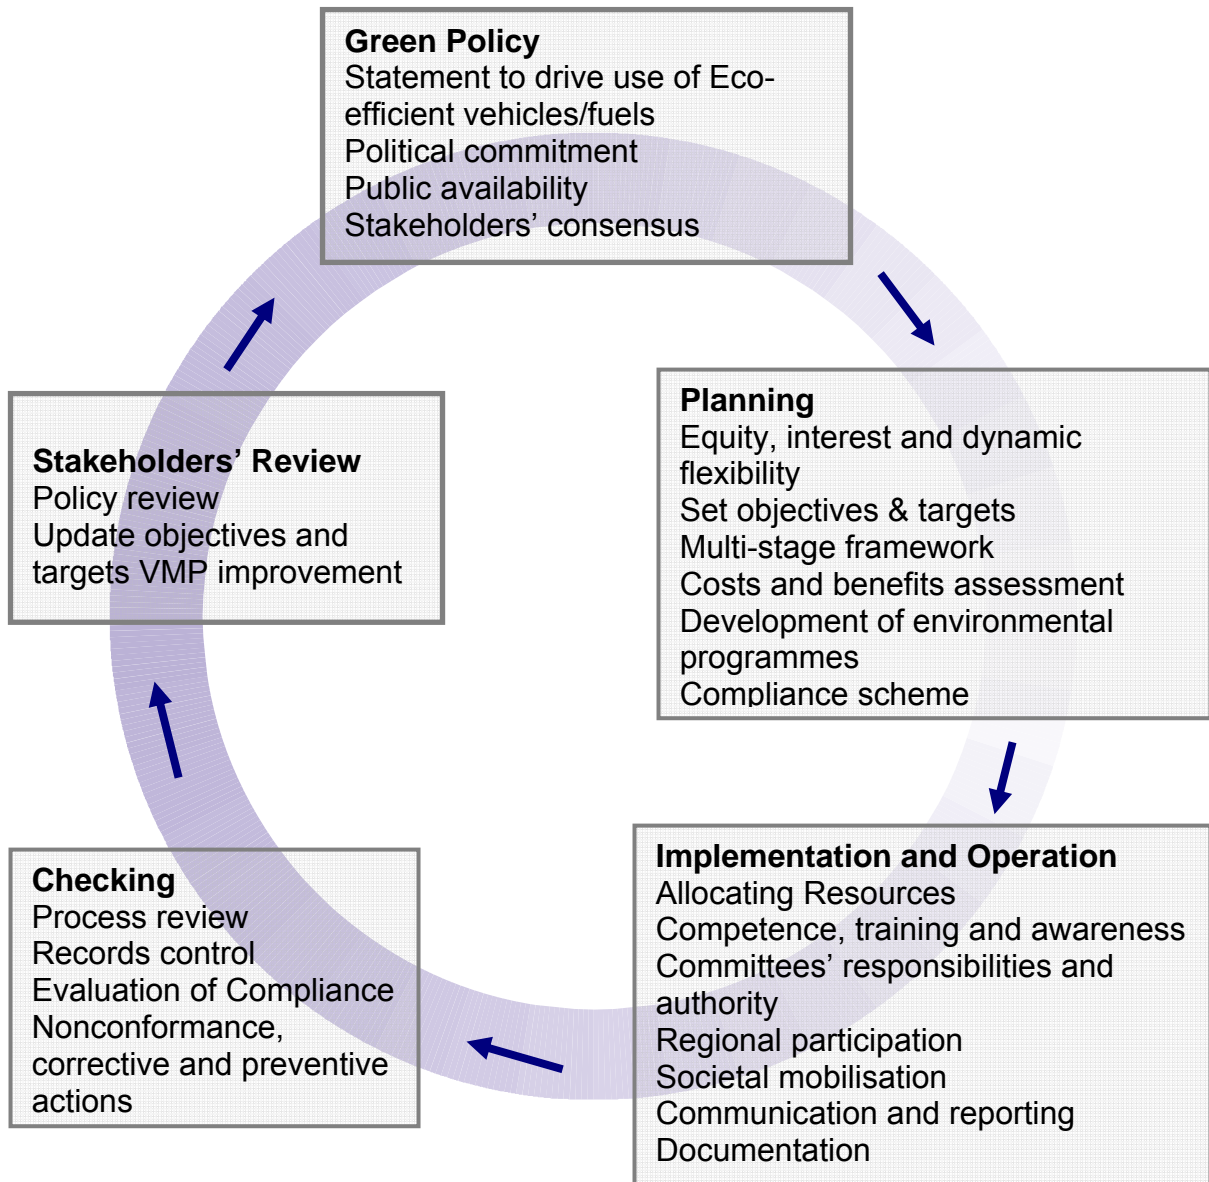 Green Policy
Statement to drive use of Eco-
efficient vehicles/fuels
Political commitment
Public availability
Stakeholders’ consensus
Planning
Equity, interest and dynamic
flexibility
Set objectives & targets
Multi-stage framework
Costs and benefits assessment
Development of environmental
programmes
Compliance scheme
Implementation and Operation
Allocating Resources
Competence, training and awareness
Committees’ responsibilities and
authority
Regional participation
Societal mobilisation
Communication and reporting
Documentation
Checking
Process review
Records control
Evaluation of Compliance
Nonconformance,
corrective and preventive
actions
Stakeholders’ Review
Policy review
Update objectives and
targets VMP improvement